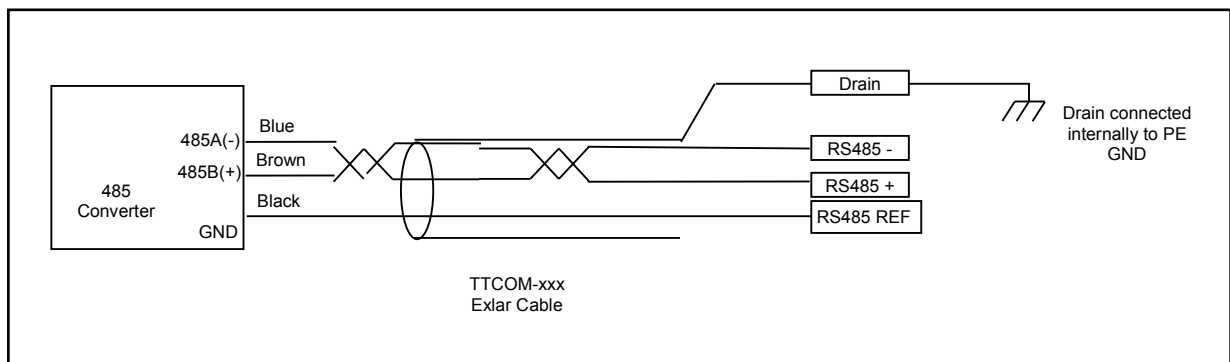 Drain
Drain connected
internally to PE
GND
Blue
485A(-)
RS485 -
Brown
485B(+)
RS485 +
485
Converter
Black
RS485 REF
GND
TTCOM-xxx
Exlar Cable